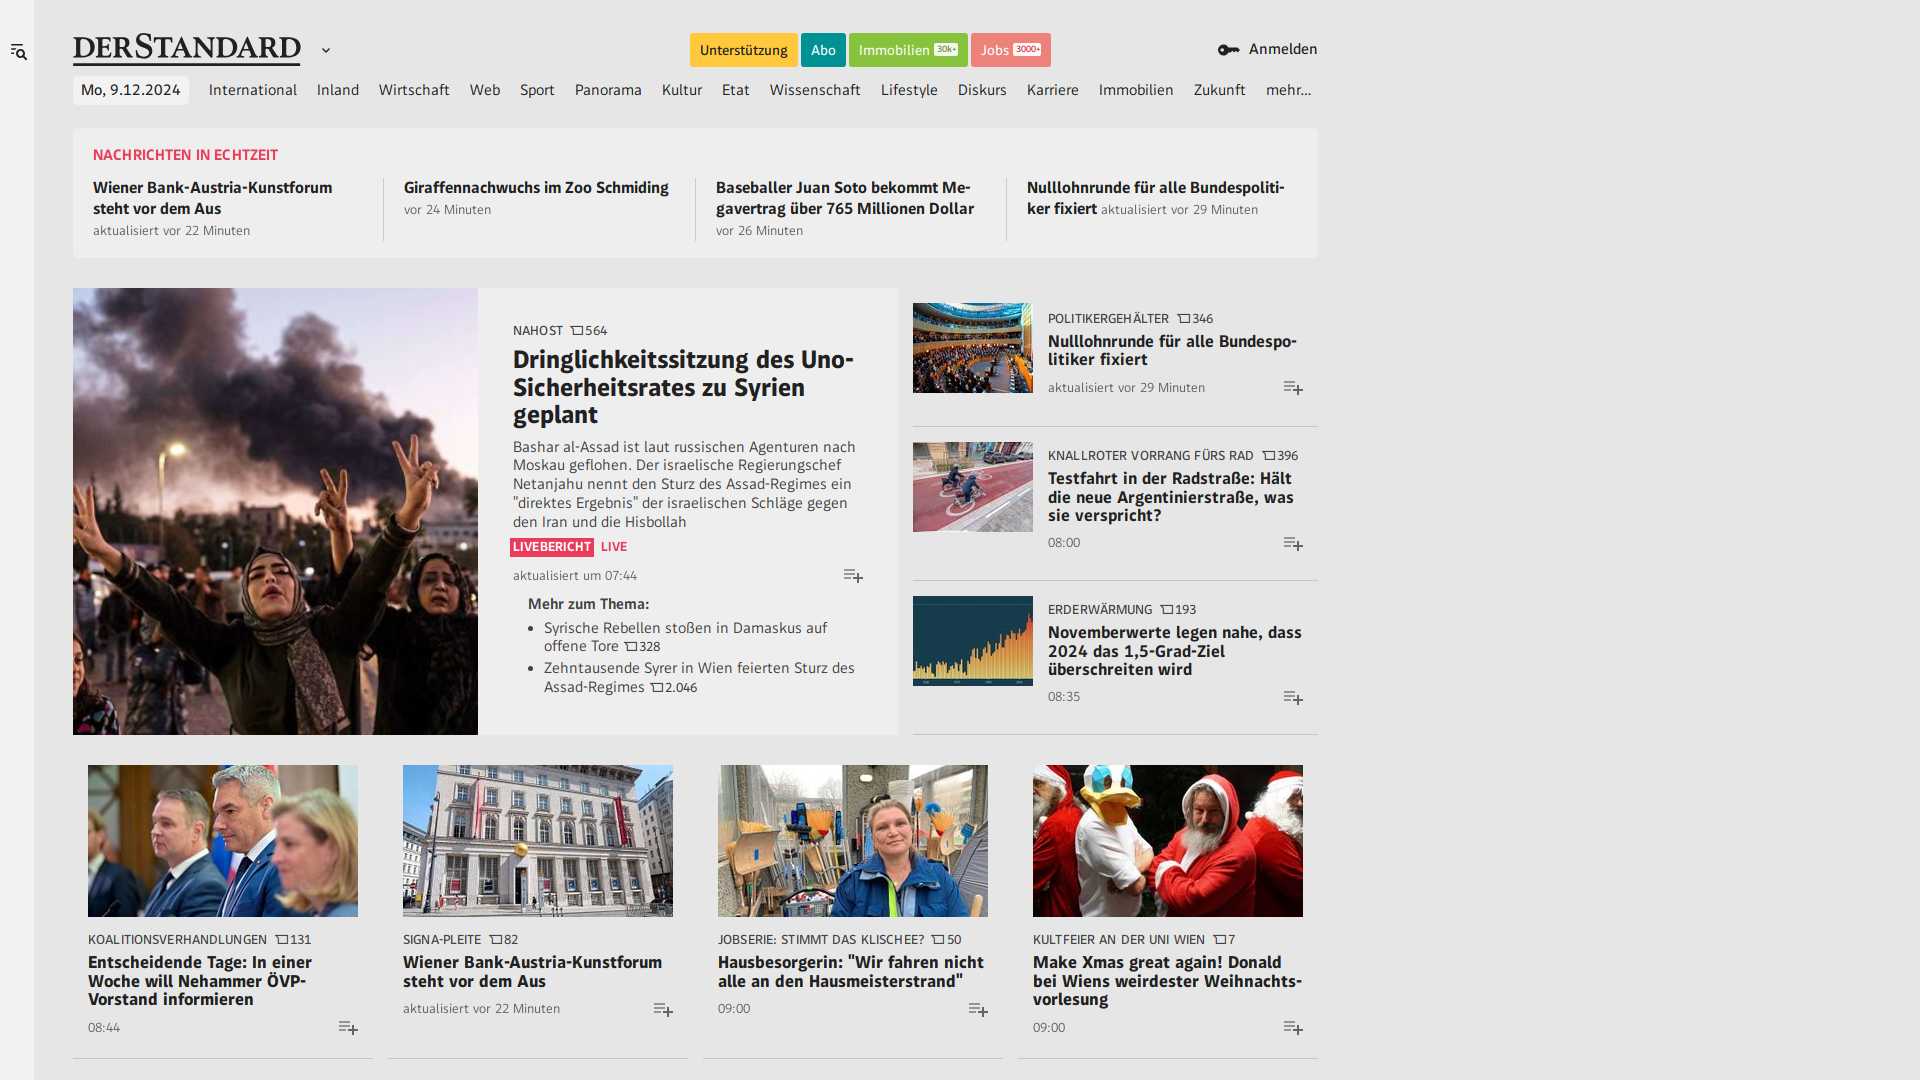 DERSTANDARD
Unterstützung
Abo
Immobilien 30k+
Jobs 3000+
Anmelden
Mo, 9.12.2024
International
Inland
Wirtschaft
Web
Sport
Panorama
Kultur
Etat
Wissenschaft
Lifestyle
Diskurs
Karriere
Immobilien
Zukunft
mehr...
NACHRICHTEN IN ECHTZEIT
Wiener Bank-Austria-Kunstforum
steht vor dem Aus
aktualisiert vor 22 Minuten
Giraffennachwuchs im Zoo Schmiding
vor 24 Minuten
Baseballer Juan Soto bekommt Me-
gavertrag über 765 Millionen Dollar
vor 26 Minuten
Nulllohnrunde für alle Bundespoliti-
ker fixiert aktualisiert vor 29 Minuten
NAHOST 564
Dringlichkeitssitzung des Uno-
Sicherheitsrates zu Syrien
geplant
Bashar al-Assad ist laut russischen Agenturen nach
Moskau geflohen. Der israelische Regierungschef
Netanjahu nennt den Sturz des Assad-Regimes ein
"direktes Ergebnis" der israelischen Schläge gegen
den Iran und die Hisbollah
LIVEBERICHT LIVE
aktualisiert um 07:44
Mehr zum Thema:
• Syrische Rebellen stoßen in Damaskus auf
offene Tore 328
• Zehntausende Syrer in Wien feierten Sturz des
Assad-Regimes 2.046
POLITIKERGEHÄLTER 346
Nulllohnrunde für alle Bundespo-
litiker fixiert
aktualisiert vor 29 Minuten
KNALLROTER VORRANG FÜRS RAD 396
Testfahrt in der Radstraße: Hält
die neue Argentinierstraße, was
sie verspricht?
08:00
ERDERWÄRMUNG 193
Novemberwerte legen nahe, dass
2024 das 1,5-Grad-Ziel
überschreiten wird
08:35
KOALITIONSVERHANDLUNGEN 131
Entscheidende Tage: In einer
Woche will Nehammer ÖVP-
Vorstand informieren
08:44
SIGNA-PLEITE 82
Wiener Bank-Austria-Kunstforum
steht vor dem Aus
aktualisiert vor 22 Minuten
JOBSERIE: STIMMT DAS KLISCHEE? 50
Hausbesorgerin: "Wir fahren nicht
alle an den Hausmeisterstrand"
09:00
KULTFEIER AN DER UNI WIEN 7
Make Xmas great again! Donald
bei Wiens weirdester Weihnachts-
vorlesung
09:00